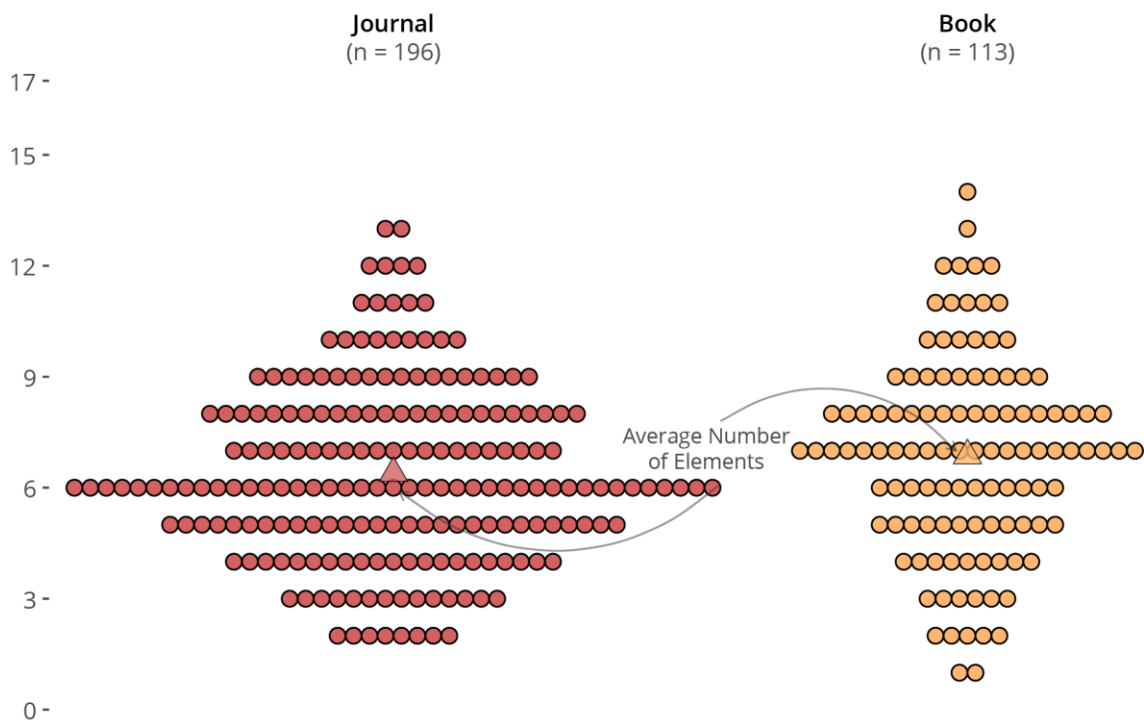 Journal
(n = 196)
Book
(n = 113)
17
15
12
9
6
3
0
Average Number
of Elements